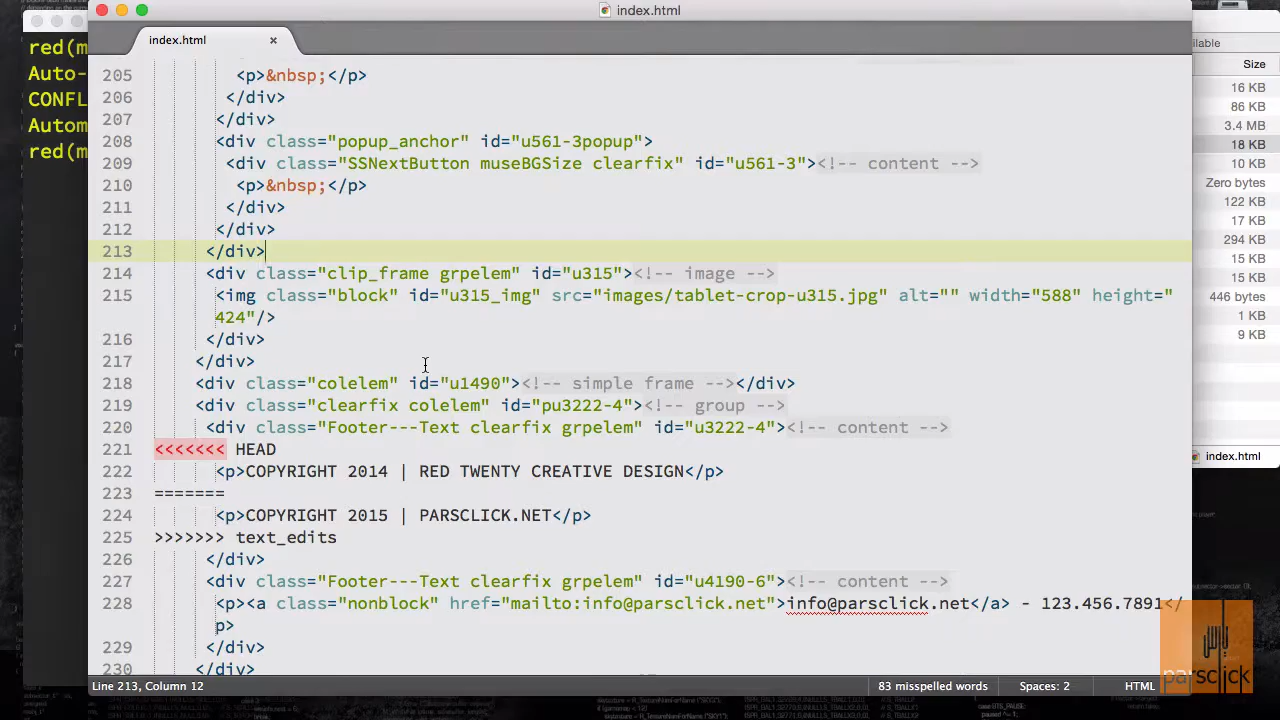 index.html
index.html
red(m
Auto-
CONFL
Autom
red(m
ilable
Size
16 KB
86 KB
3.4 MB
18 KB
10 KB
Zero bytes
122 KB
17 KB
294 KB
15 KB
15 KB
446 bytes
1 KB
9 KB
index.html
205 <p>&nbsp;</p>
206 </div>
207 </div>
208 <div class="popup_anchor" id="u561-3popup">
209 <div class="SSNextButton museBGSize clearfix" id="u561-3"><!-- content -->
210 <p>&nbsp;</p>
211 </div>
212 </div>
213 </div>
214 <div class="clip_frame grpelem" id="u315"><!-- image -->
215 <img class="block" id="u315_img" src="images/tablet-crop-u315.jpg" alt="" width="588" height="
424"/>
216 </div>
217 </div>
218 <div class="colelem" id="u1490"><!-- simple frame --></div>
219 <div class="clearfix colelem" id="pu3222-4"><!-- group -->
220 <div class="Footer---Text clearfix grpelem" id="u3222-4"><!-- content -->
221 <<<<<<< HEAD
222 <p>COPYRIGHT 2014 | RED TWENTY CREATIVE DESIGN</p>
223 =======
224 <p>COPYRIGHT 2015 | PARSCLICK.NET</p>
225 >>>>>>> text_edits
226 </div>
227 <div class="Footer---Text clearfix grpelem" id="u4190-6"><!-- content -->
228 <p><a class="nonblock" href="mailto:info@parsclick.net">info@parsclick.net</a> - 123.456.7891</
p>
229 </div>
230 </div>
Line 213, Column 12
83 misspelled words
Spaces: 2
HTML
پارس
parsclick